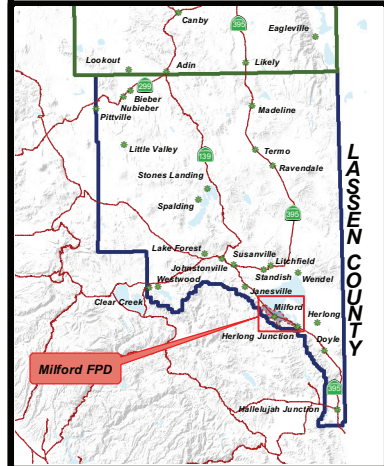 Canby
395
Eagleville
Lookout
Adin
Likely
299
Bieber
Nubieber
Pittville
Madeline
Little Valley
139
Termo
Ravendale
Stones Landing
Spalding
395
LASSEN COUNTY
Lake Forest
Susanville
Johnstonville
Litchfield
Standish
Wendel
Westwood
Janesville
Clear Creek
Milford
Herlong
Herlong Junction
Doyle
Milford FPD
395
Hallelujah Junction